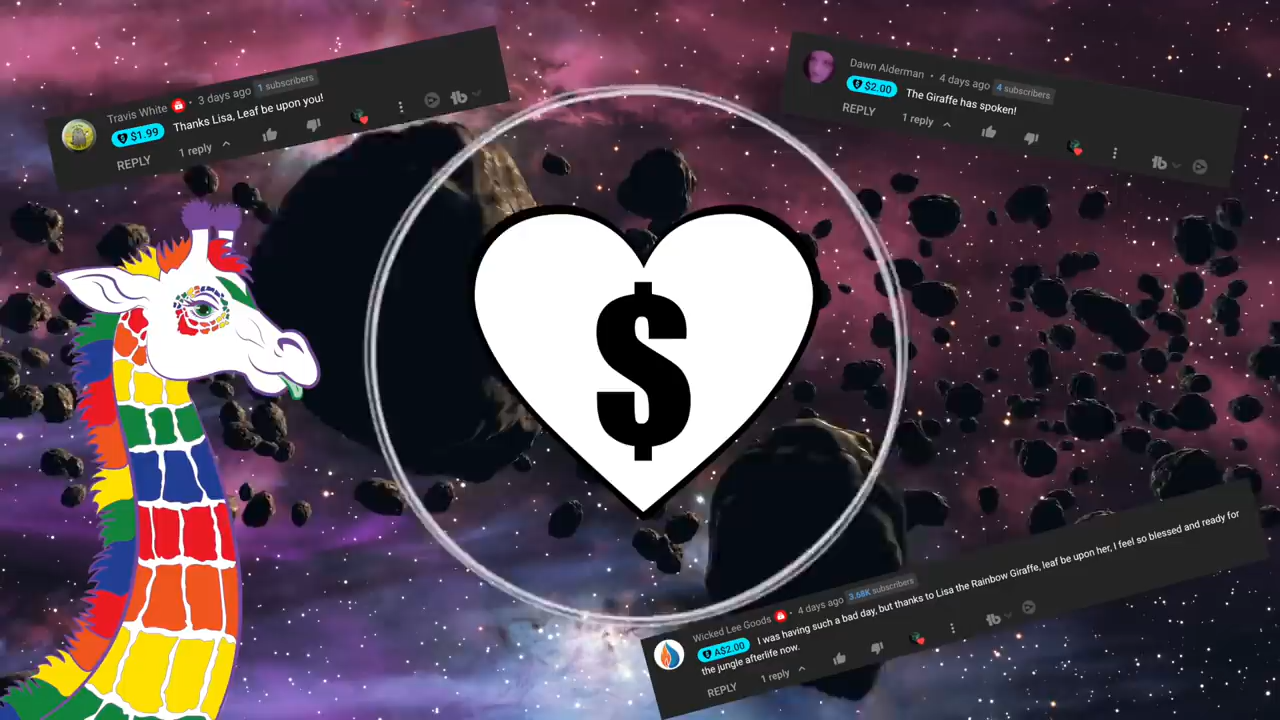 Travis White • 3 days ago 1 subscribers
$1.99 Thanks Lisa, Leaf be upon you!
REPLY 1 reply
Dawn Alderman • 4 days ago 4 subscribers
$2.00 The Giraffe has spoken!
REPLY 1 reply
$
Wicked Lee Goods • 4 days ago 3.58K subscribers
A$2.00 I was having such a bad day, but thanks to Lisa the Rainbow Giraffe, leaf be upon her, I feel so blessed and ready for
the jungle afterlife now.
REPLY 1 reply